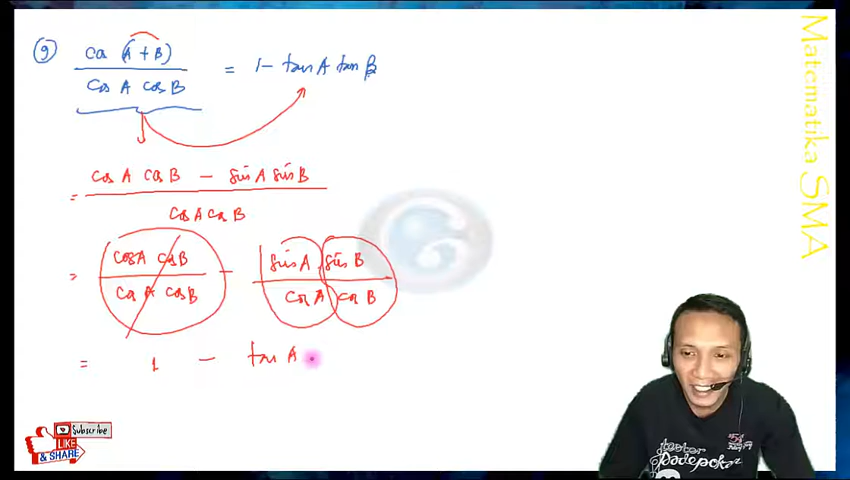 9 cos (A + B) / cos A cos B = 1 - tan A tan B
= cos A cos B - sin A sin B / cos A cos B
= cos A cos B / cos A cos B - sin A . sin B / cos A cos B
= 1 - tan A
Matematika SMA
Subscribe
LIKE
& SHARE
Padepokan